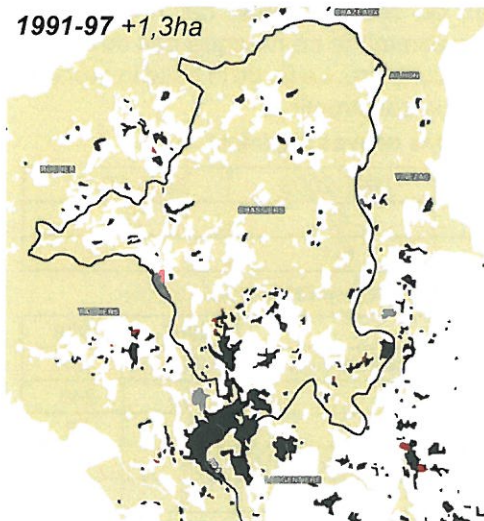 1991-97 +1,3ha
CHAZEAUX
AILHON
ROCHER
VINEZAC
CHASSIERS
TAURIERS
LARGENTIERE